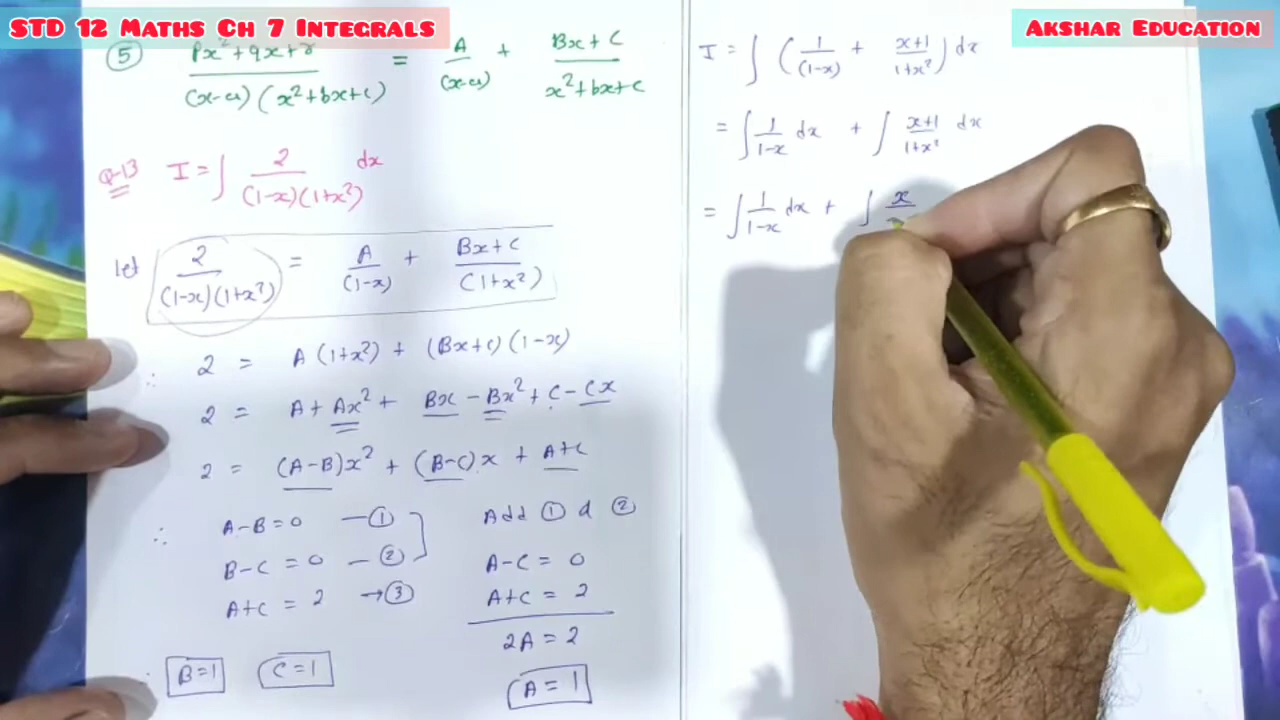 STD 12 Maths Ch 7 Integrals
Akshar Education
⑤ Px²+qx+r / (x-a)(x²+bx+c) = A / (x-a) + Bx+C / x²+bx+c
Q-13 I = ∫ 2 / (1-x)(1+x²) dx
let 2 / (1-x)(1+x²) = A / (1-x) + Bx+C / (1+x²)
∴ 2 = A(1+x²) + (Bx+c)(1-x)
2 = A + Ax² + Bx - Bx² + C - Cx
2 = (A-B)x² + (B-C)x + A+C
∴ A-B=0 —①
B-C = 0 —②
A+C = 2 →③
B=1 C=1
Add ① d ②
A-C = 0
A+C = 2
2A = 2
A = 1
I = ∫ ( 1 / (1-x) + x+1 / 1+x² ) dx
= ∫ 1 / 1-x dx + ∫ x+1 / 1+x² dx
= ∫ 1 / 1-x dx + ∫ x